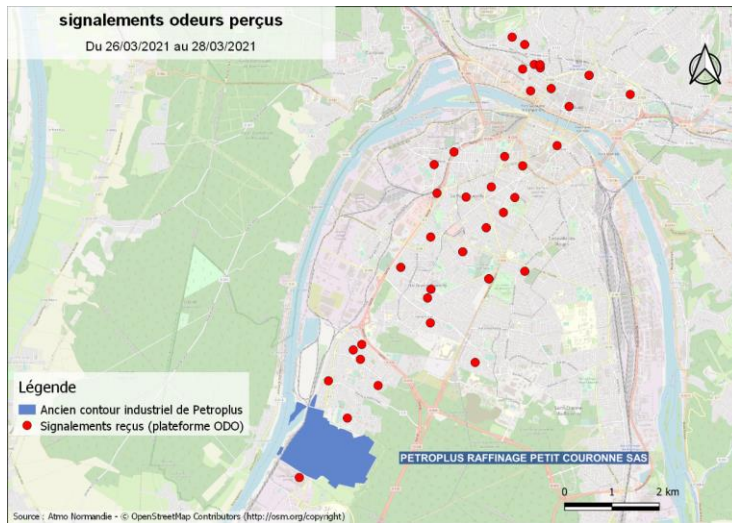 signalements odeurs perçus
Du 26/03/2021 au 28/03/2021
Légende
Ancien contour industriel de Petroplus
Signalements reçus (plateforme ODO)
PETROPLUS RAFFINAGE PETIT COURONNE SAS
0 1 2 km
Source : Atmo Normandie - © OpenStreetMap Contributors (http://osm.org/copyright)